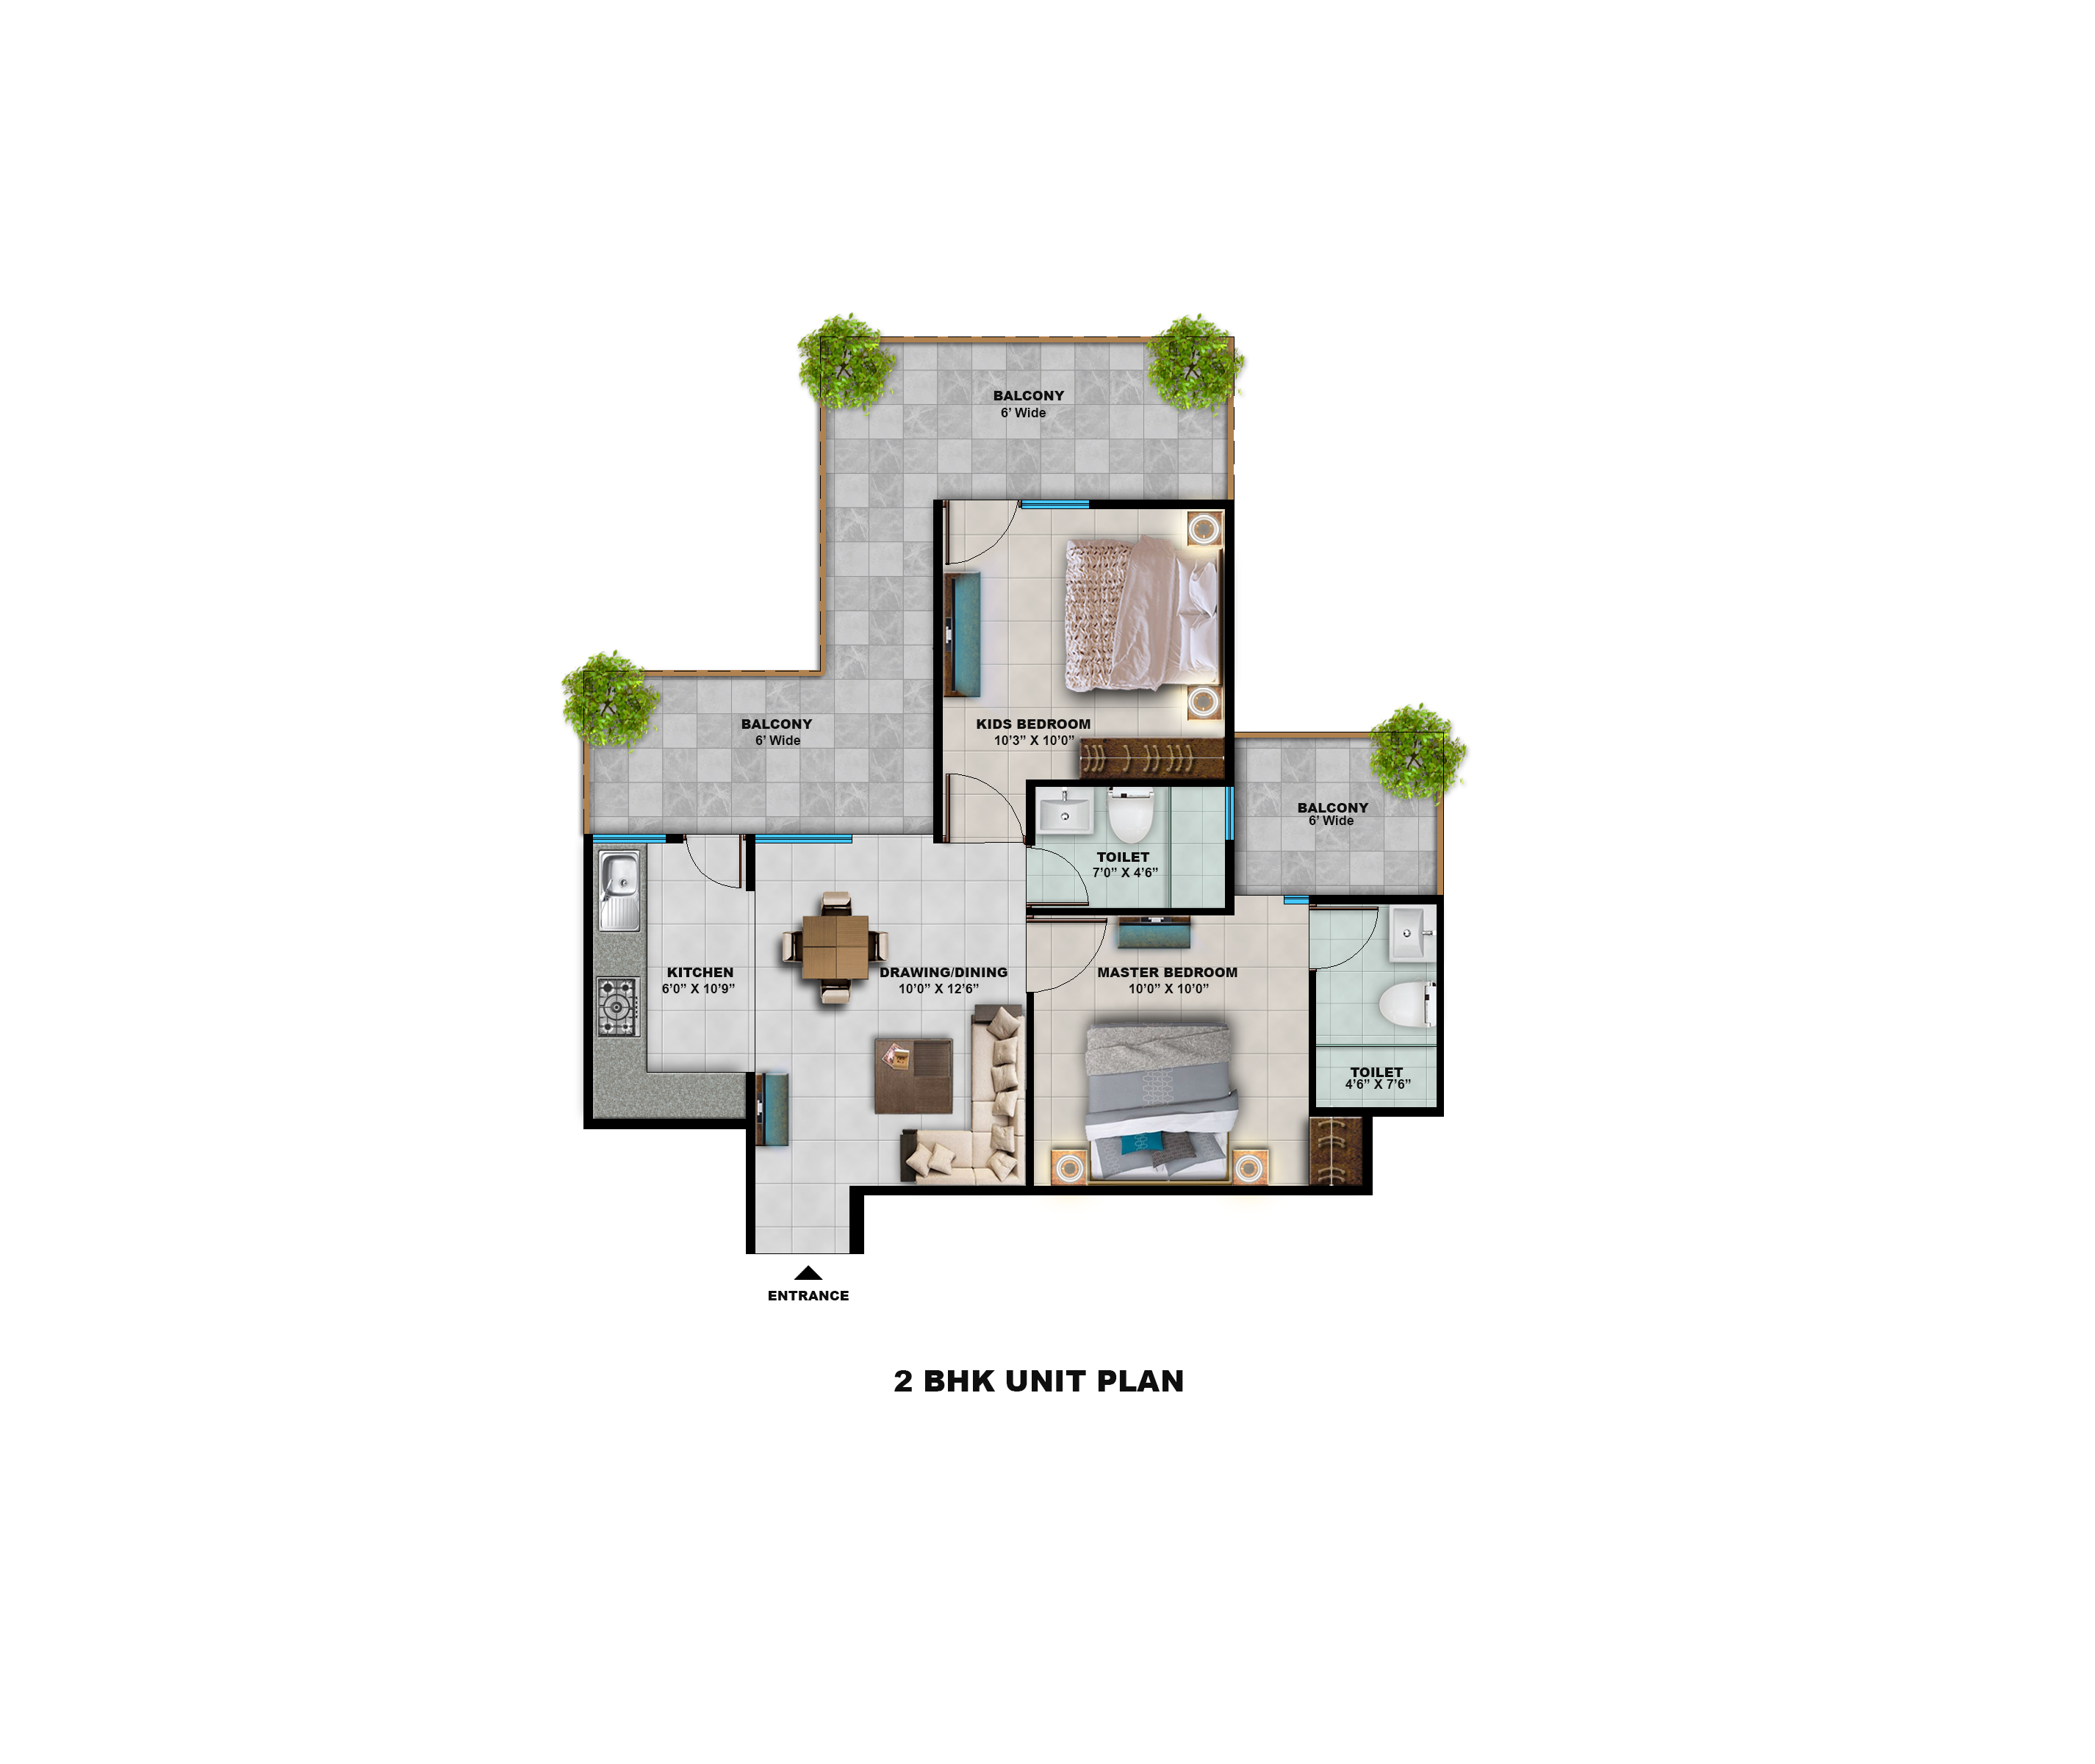 BALCONY
6’ Wide
BALCONY
6’ Wide
KIDS BEDROOM
10’3” X 10’0”
BALCONY
6’ Wide
TOILET
7’0” X 4’6”
KITCHEN
6’0” X 10’9”
DRAWING/DINING
10’0” X 12’6”
MASTER BEDROOM
10’0” X 10’0”
TOILET
4’6” X 7’6”
ENTRANCE
2 BHK UNIT PLAN